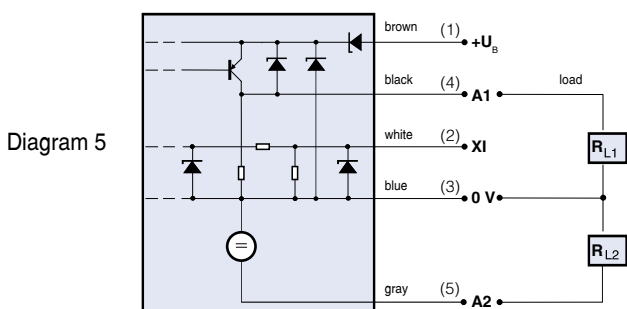 brown (1) +U_B
black (4) A1 load
Diagram 5
white (2) XI
R_L1
blue (3) 0 V
=
R_L2
gray (5) A2